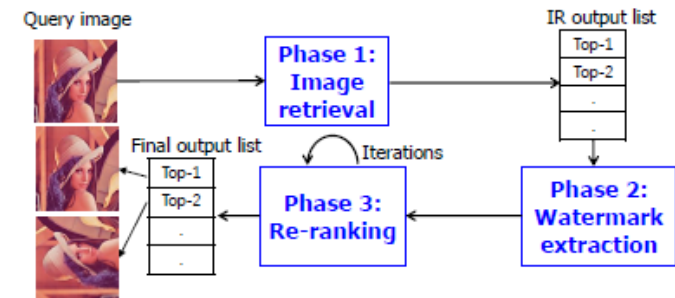 Query image
IR output list
Phase 1:
Image
retrieval
Top-1
Top-2
.
.
Final output list
Iterations
Top-1
Top-2
.
.
Phase 3:
Re-ranking
Phase 2:
Watermark
extraction